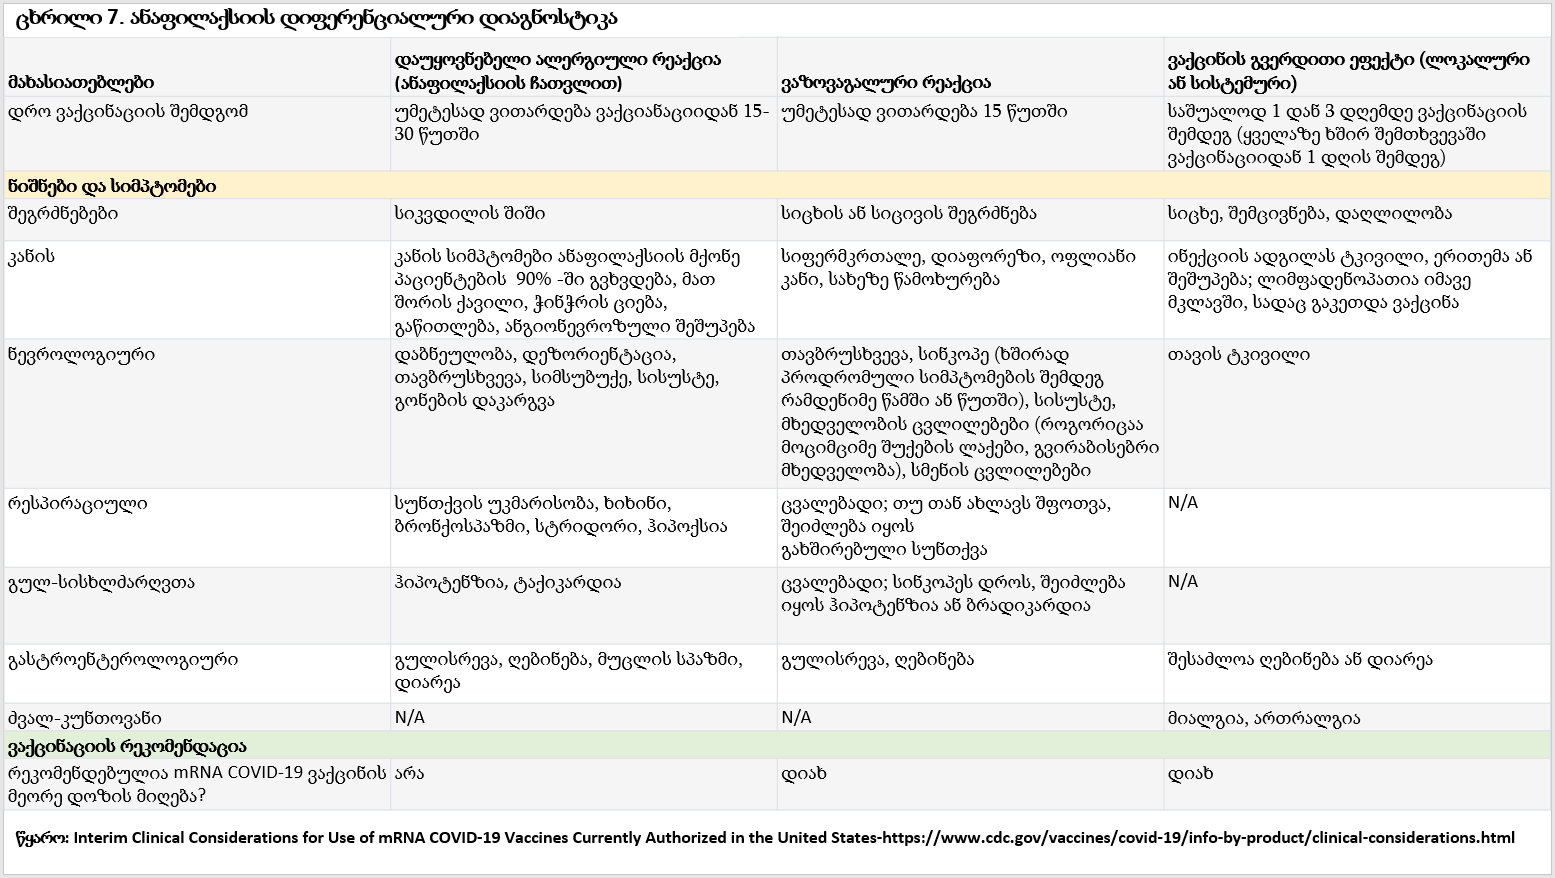 ცხრილი 7. ანაფილაქსიის დიფერენციალური დიაგნოსტიკა
მახასიათებლები
დაუყოვნებელი ალერგიული რეაქცია
(ანაფილაქსიის ჩათვლით)
ვაზოვაგალური რეაქცია
ვაქცინის გვერდითი ეფექტი (ლოკალური
ან სისტემური)
დრო ვაქცინაციის შემდგომ
უმეტესად ვითარდება ვაქციანაციიდან 15-
30 წუთში
უმეტესად ვითარდება 15 წუთში
საშუალოდ 1 დან 3 დღემდე ვაქცინაციის
შემდეგ (ყველაზე ხშირ შემთხვევაში
ვაქცინაციიდან 1 დღის შემდეგ)
ნიშნები და სიმპტომები
შეგრძნებები
სიკვდილის შიში
სიცხის ან სიცივის შეგრძნება
სიცხე, შემცივნება, დაღლილობა
კანის
კანის სიმპტომები ანაფილაქსიის მქონე
პაციენტების 90% -ში გვხვდება, მათ
შორის ქავილი, ჭინჭრის ციება,
გაწითლება, ანგიონევროზული შეშუპება
სიფერმკრთალე, დიაფორეზი, ოფლიანი
კანი, სახეზე წამოხურება
ინექციის ადგილას ტკივილი, ერითემა ან
შეშუპება; ლიმფადენოპათია იმავე
მკლავში, სადაც გაკეთდა ვაქცინა
ნევროლოგიური
დაბნეულობა, დეზორიენტაცია,
თავბრუსხვევა, სიმსუბუქე, სისუსტე,
გონების დაკარგვა
თავბრუსხვევა, სინკოპე (ხშირად
პროდრომული სიმპტომების შემდეგ
რამდენიმე წამში ან წუთში), სისუსტე,
მხედველობის ცვლილებები (როგორიცაა
მოციმციმე შუქების ლაქები, გვირაბისებრი
მხედველობა), სმენის ცვლილებები
თავის ტკივილი
რესპირაციული
სუნთქვის უკმარისობა, ხიხინი,
ბრონქოსპაზმი, სტრიდორი, ჰიპოქსია
ცვალებადი; თუ თან ახლავს შფოთვა,
შეიძლება იყოს
გახშირებული სუნთქვა
N/A
გულ-სისხლძარღვთა
ჰიპოტენზია, ტაქიკარდია
ცვალებადი; სინკოპეს დროს, შეიძლება
იყოს ჰიპოტენზია ან ბრადიკარდია
N/A
გასტროენტეროლოგიური
გულისრევა, ღებინება, მუცლის სპაზმი,
დიარეა
გულისრევა, ღებინება
შესაძლოა ღებინება ან დიარეა
ძვალ-კუნთოვანი
N/A
N/A
მიალგია, ართრალგია
ვაქცინაციის რეკომენდაცია
რეკომენდებულია mRNA COVID-19 ვაქცინის
მეორე დოზის მიღება?
არა
დიახ
დიახ
წყარო: Interim Clinical Considerations for Use of mRNA COVID-19 Vaccines Currently Authorized in the United States-https://www.cdc.gov/vaccines/covid-19/info-by-product/clinical-considerations.html